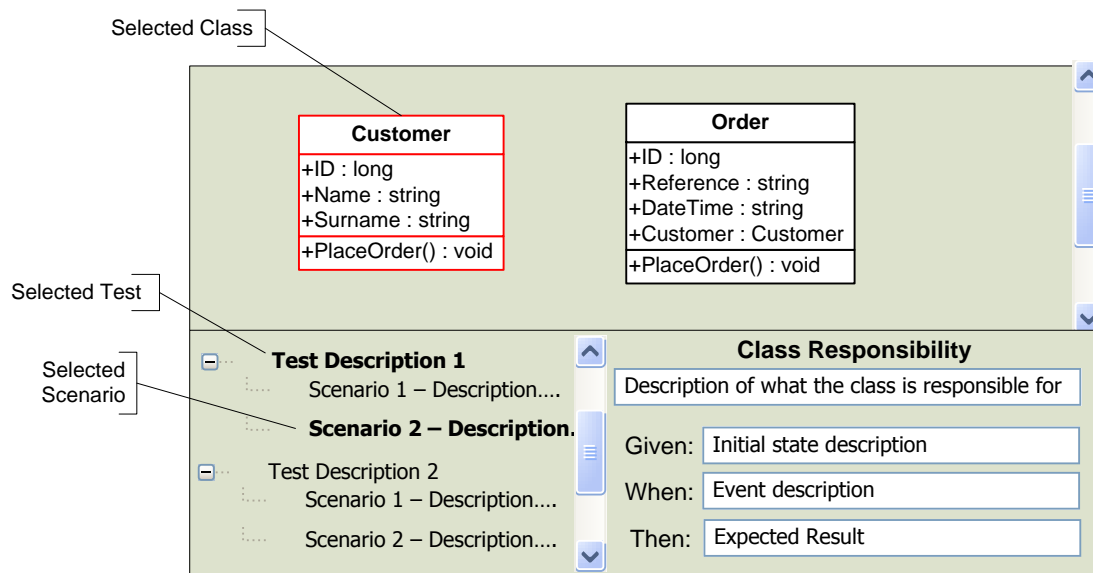 Selected Class
Customer
+ID : long
+Name : string
+Surname : string
+PlaceOrder() : void
Order
+ID : long
+Reference : string
+DateTime : string
+Customer : Customer
+PlaceOrder() : void
Selected Test
Selected
Scenario
Test Description 1
Scenario 1 – Description....
Scenario 2 – Description.
Test Description 2
Scenario 1 – Description....
Scenario 2 – Description....
Class Responsibility
Description of what the class is responsible for
Given: Initial state description
When: Event description
Then: Expected Result